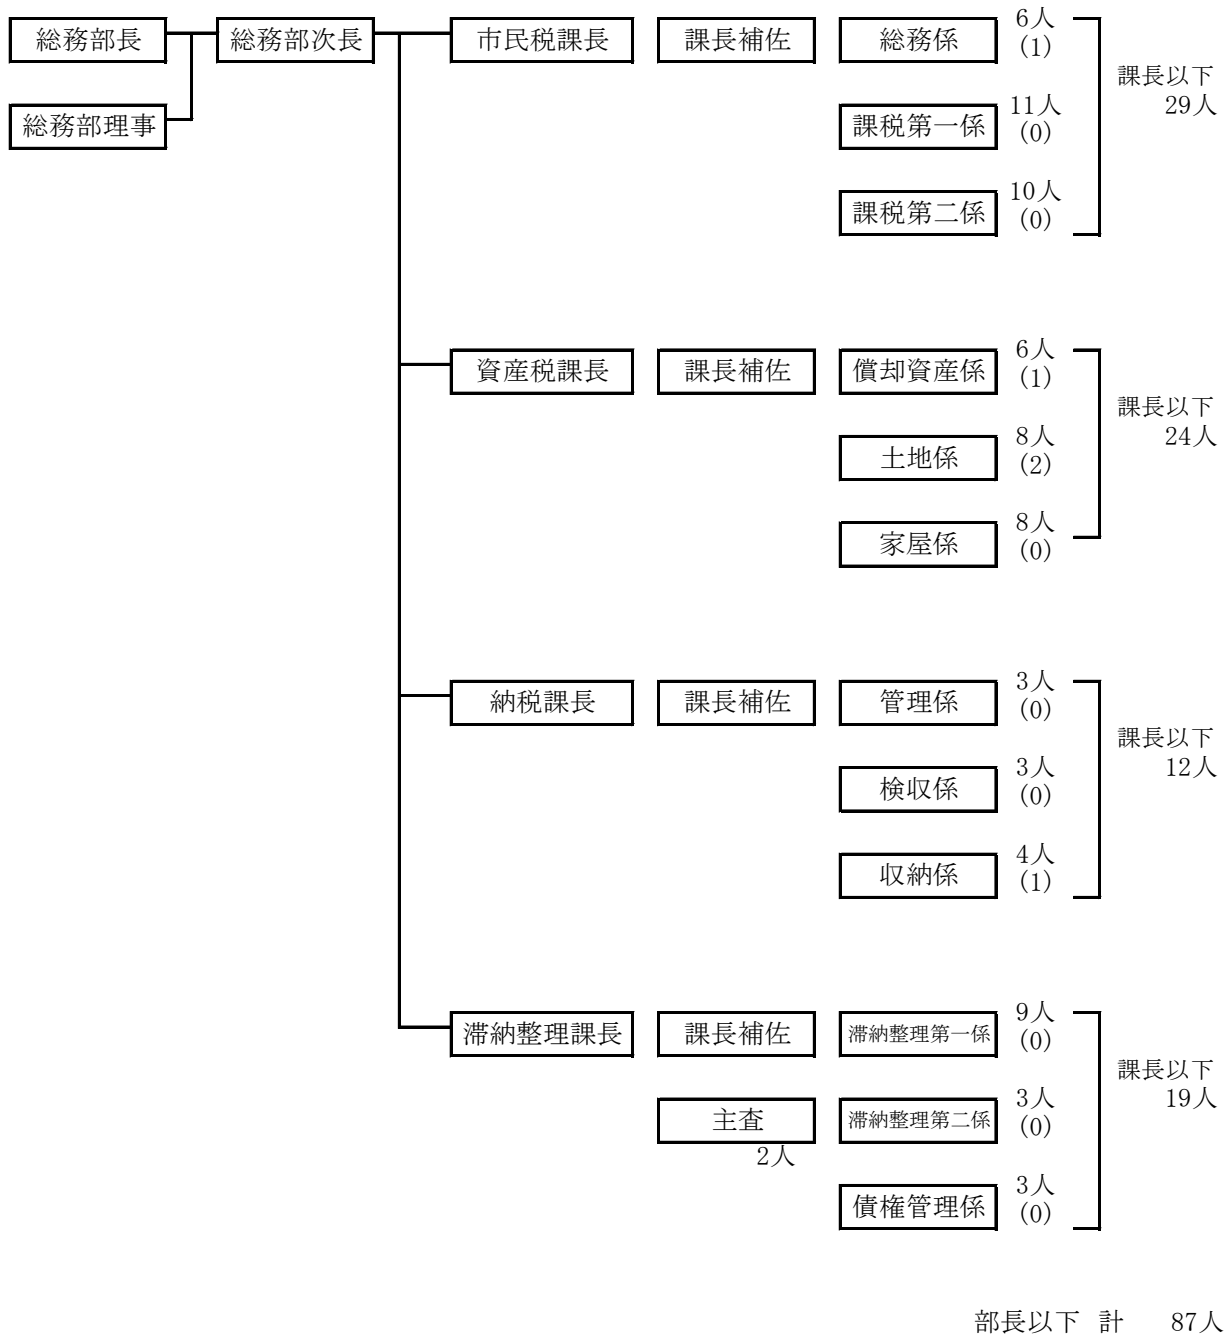 総務部長 総務部次長 市民税課長 課長補佐 総務係 6人
(1)
課長以下
29人
総務部理事 課税第一係 11人
(0)
課税第二係 10人
(0)
資産税課長 課長補佐 償却資産係 6人
(1)
課長以下
24人
土地係 8人
(2)
家屋係 8人
(0)
納税課長 課長補佐 管理係 3人
(0)
課長以下
12人
検収係 3人
(0)
収納係 4人
(1)
滞納整理課長 課長補佐 滞納整理第一係 9人
(0)
課長以下
19人
主査 滞納整理第二係 3人
(0)
2人
債権管理係 3人
(0)
部長以下 計 87人